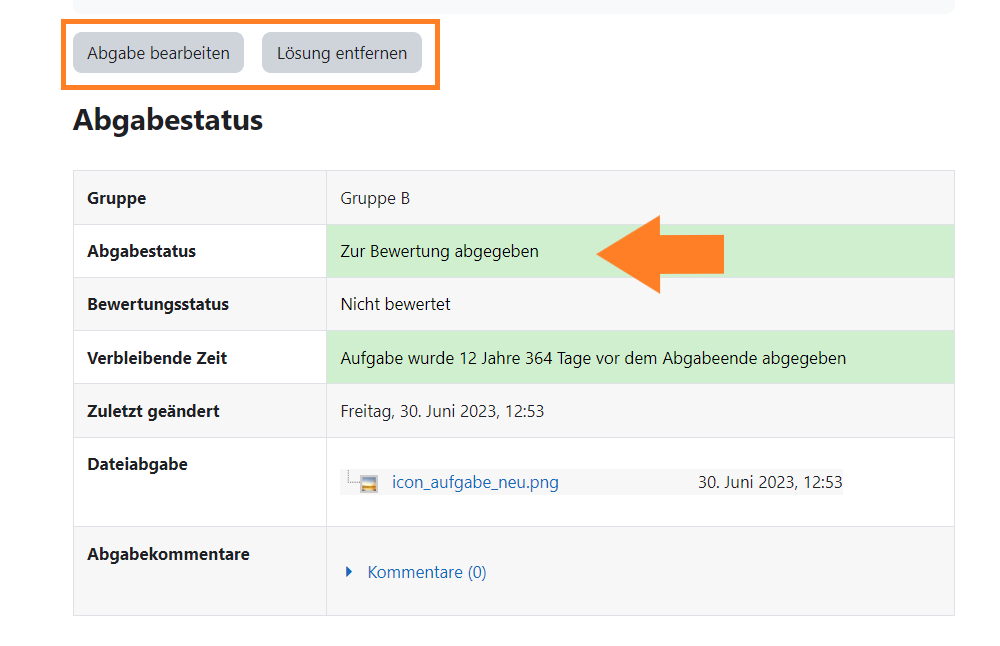 Abgabe bearbeiten Lösung entfernen
Abgabestatus
Gruppe Gruppe B
Abgabestatus Zur Bewertung abgegeben
Bewertungsstatus Nicht bewertet
Verbleibende Zeit Aufgabe wurde 12 Jahre 364 Tage vor dem Abgabeende abgegeben
Zuletzt geändert Freitag, 30. Juni 2023, 12:53
Dateiabgabe
icon_aufgabe_neu.png 30. Juni 2023, 12:53
Abgabekommentare
Kommentare (0)